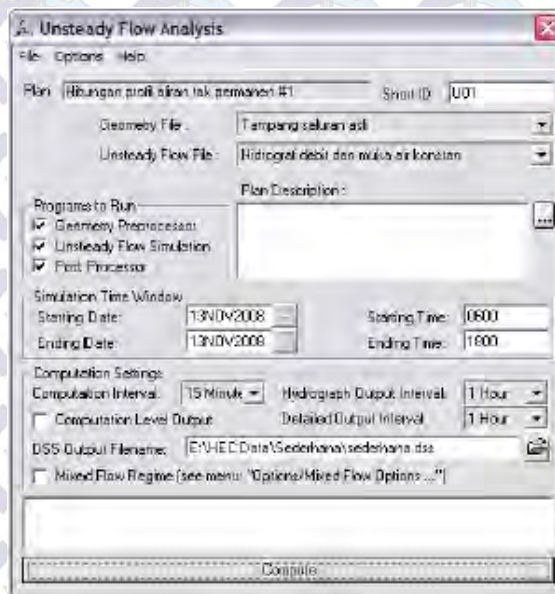 Unsteady Flow Analysis
File Options Help
Plan : Hitungan profil aliran tak permanen #1 Short ID U01
Geometry File : Tampang saluran asli
Unsteady Flow File : Hidrograf debit dan muka air konstan
Plan Description :
Programs to Run
Geometry Preprocessor
Unsteady Flow Simulation
Post Processor
...
Simulation Time Window
Starting Date: 13NOV2008 ... Starting Time: 0600
Ending Date: 13NOV2008 ... Ending Time: 1800
Computation Settings
Computation Interval: 15 Minute Hydrograph Output Interval: 1 Hour
Computation Level Output Detailed Output Interval: 1 Hour
DSS Output Filename: E:\HEC Data\Sederhana\sederhana.dss
Mixed Flow Regime (see menu: "Options/Mixed Flow Options ...")
Compute